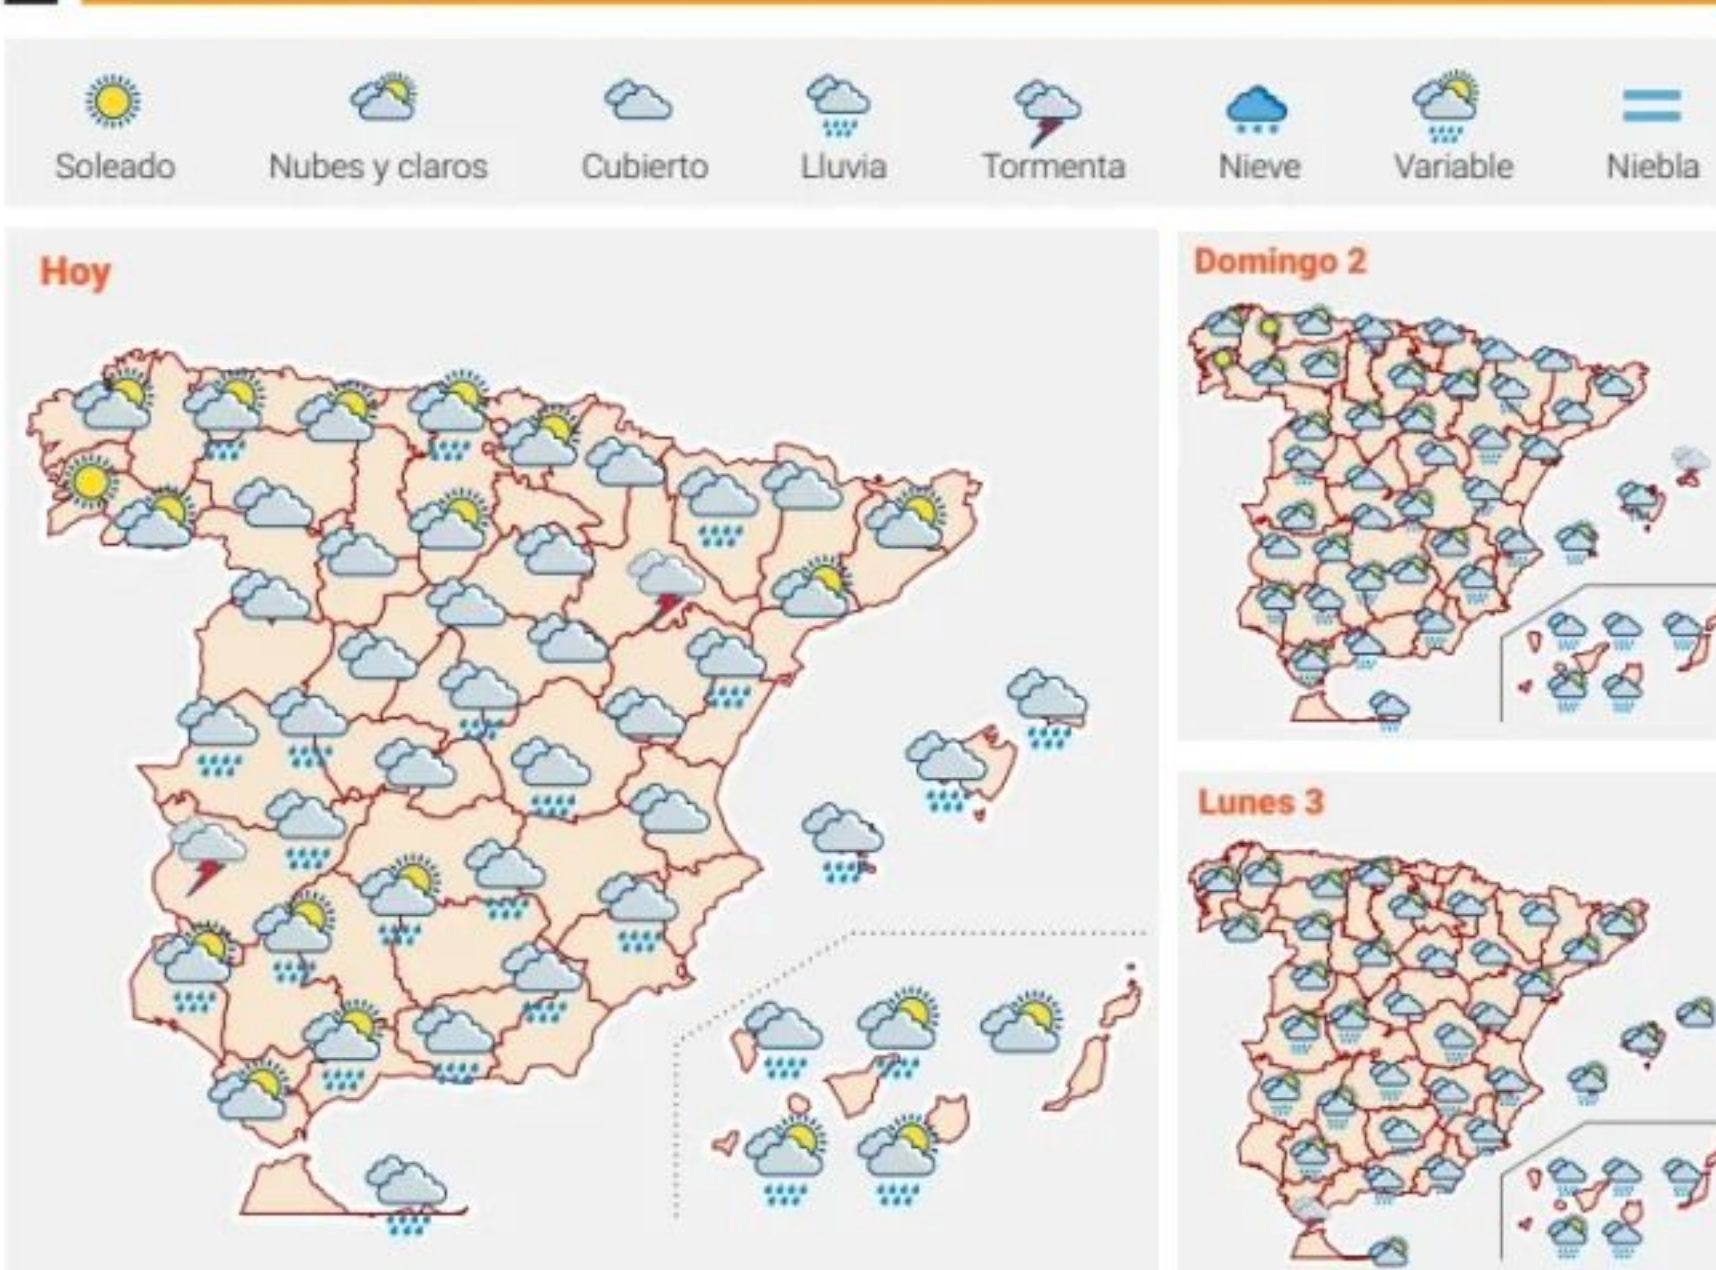 Soleado Nubes y claros Cubierto Lluvia Tormenta Nieve Variable Niebla
Hoy
Domingo 2
Lunes 3